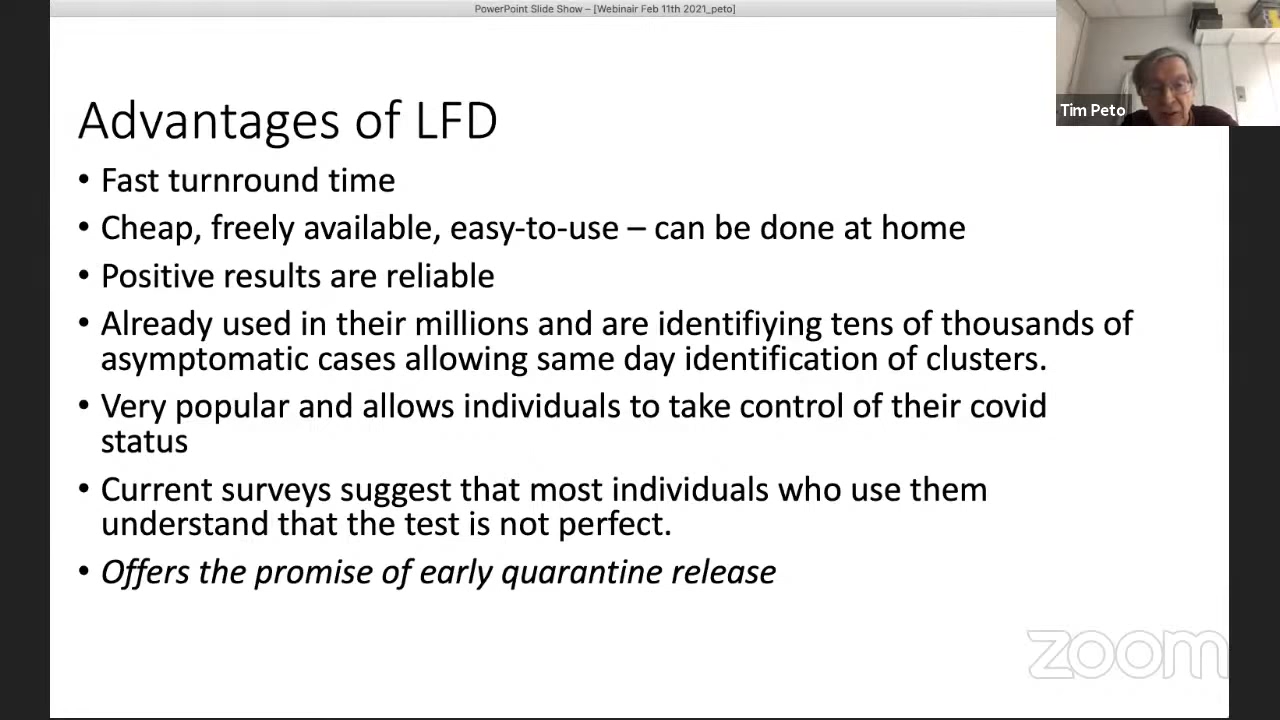 PowerPoint Slide Show – [Webinair Feb 11th 2021_peto]
Tim Peto
Advantages of LFD
• Fast turnround time
• Cheap, freely available, easy-to-use – can be done at home
• Positive results are reliable
• Already used in their millions and are identifiying tens of thousands of
asymptomatic cases allowing same day identification of clusters.
• Very popular and allows individuals to take control of their covid
status
• Current surveys suggest that most individuals who use them
understand that the test is not perfect.
• Offers the promise of early quarantine release
zoom